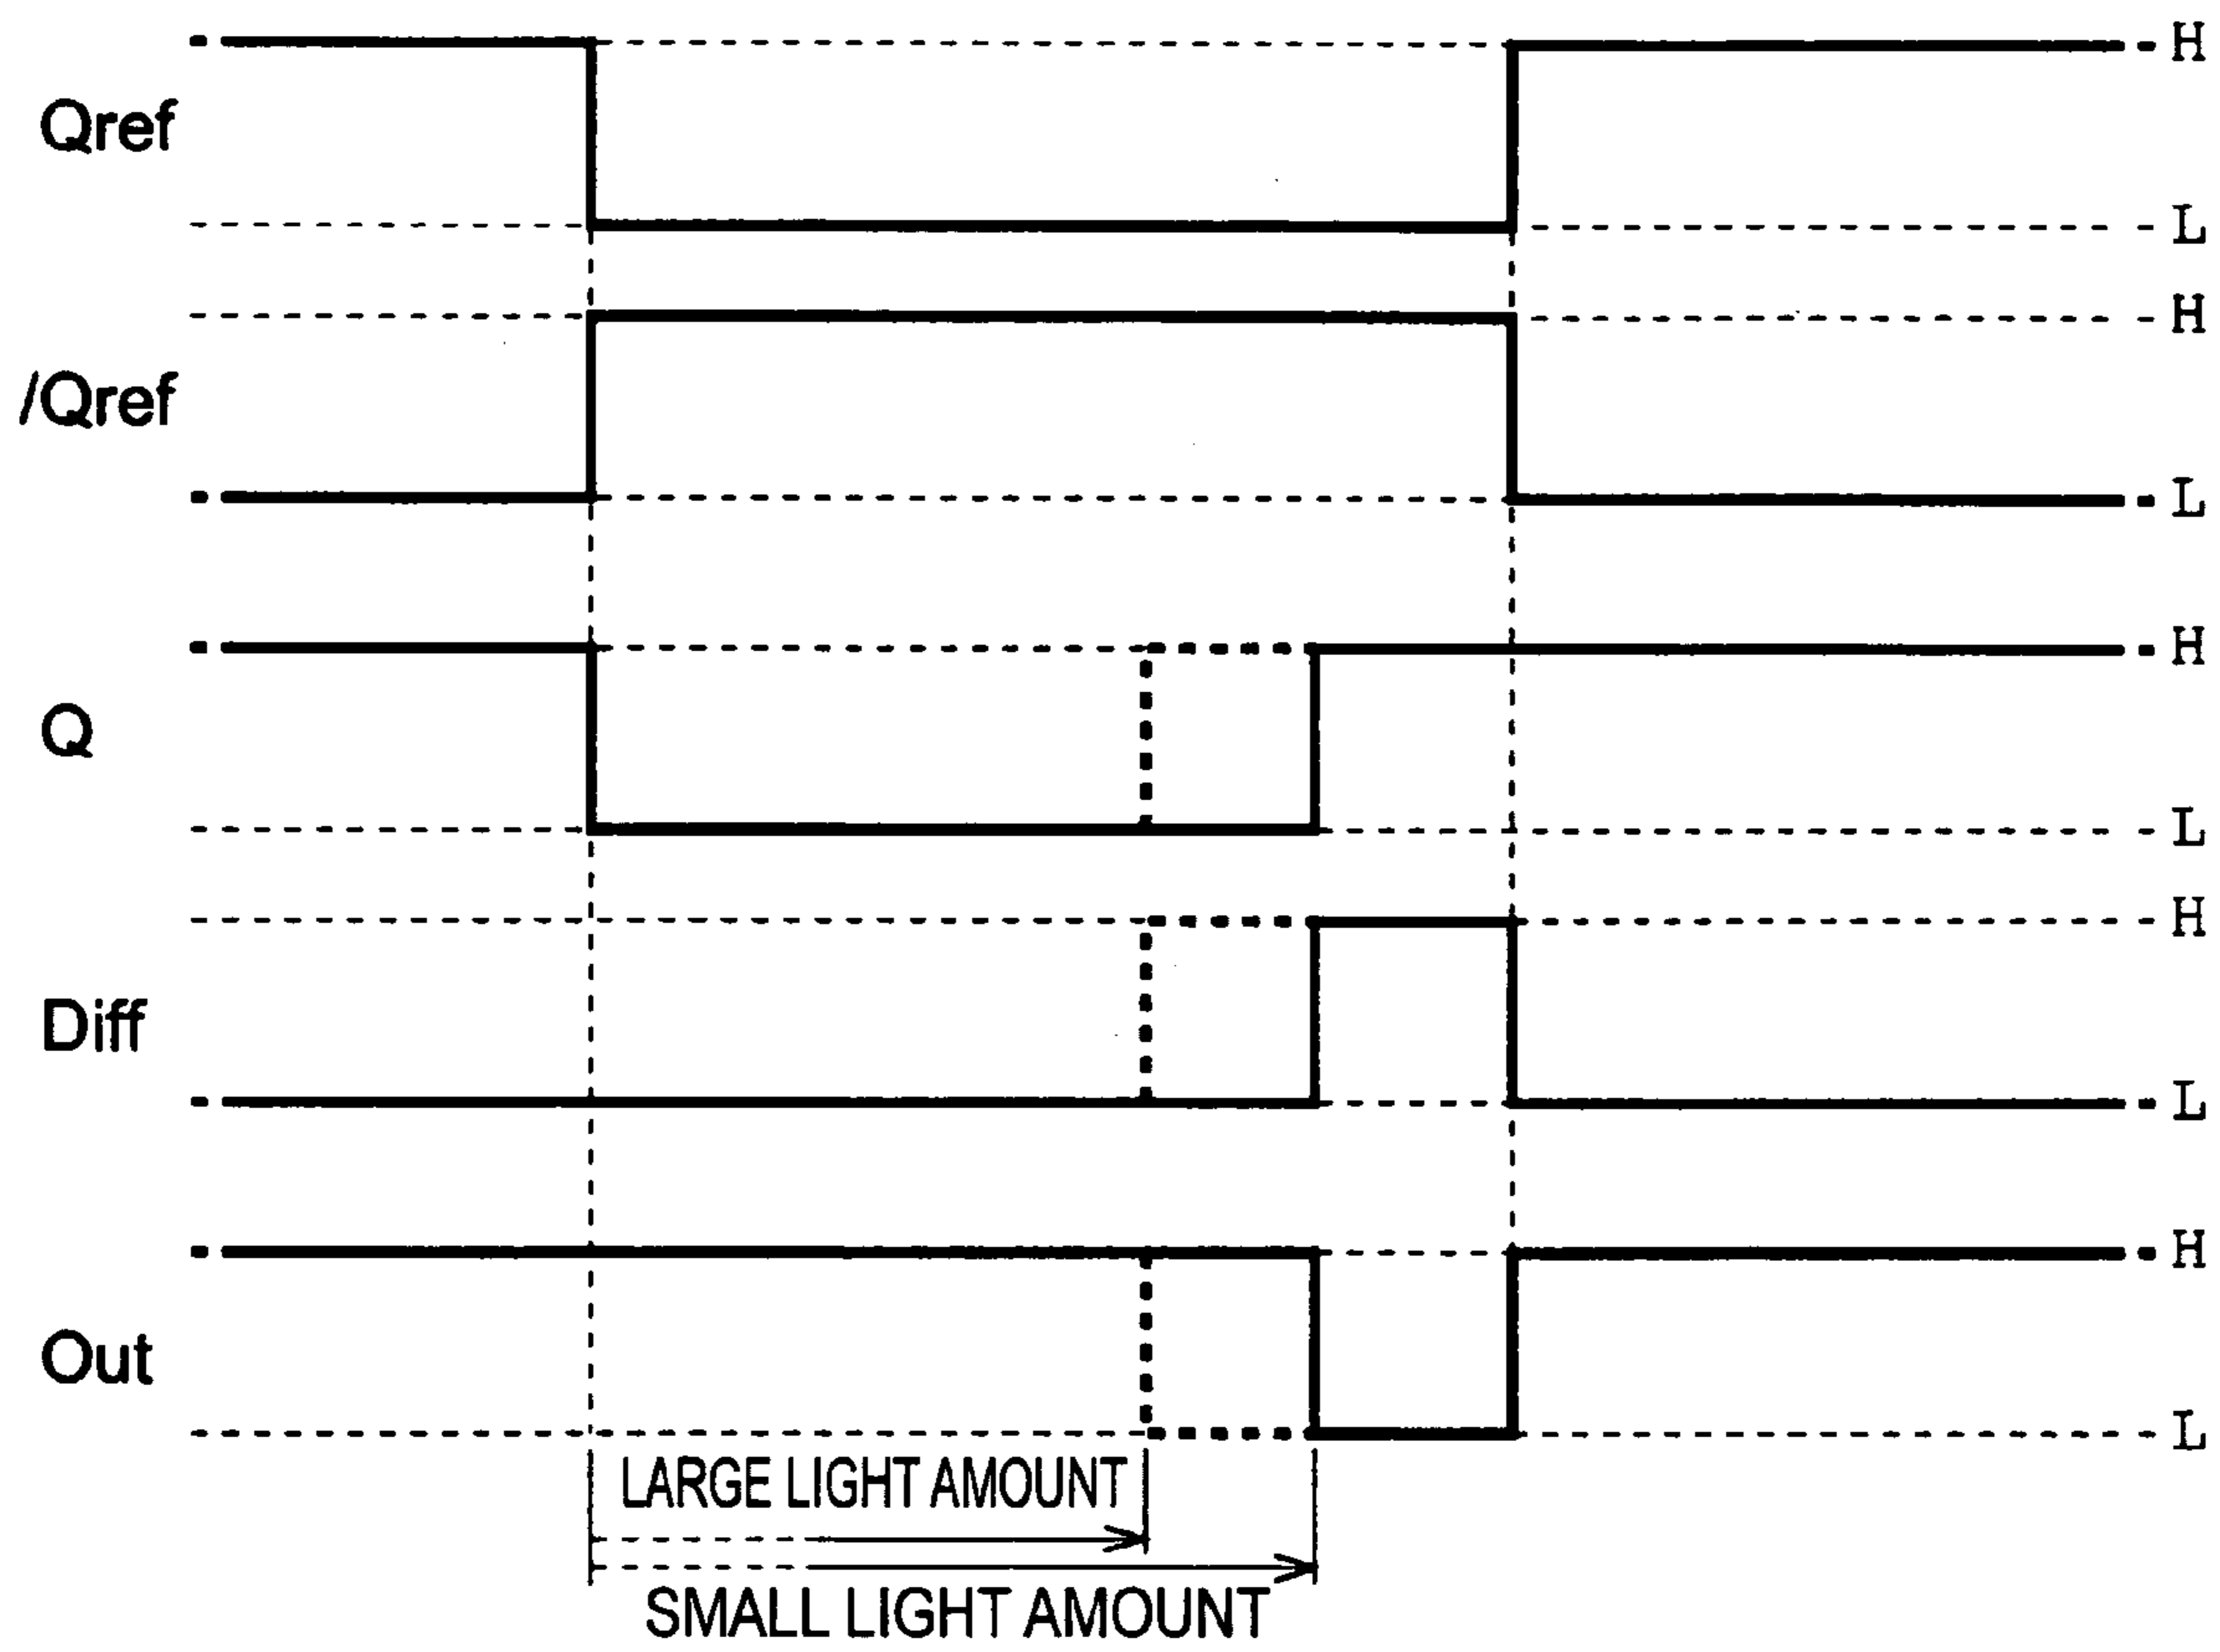 H
Qref
L
H
/Qref
L
H
Q
L
H
Diff
L
H
Out
L
LARGE LIGHT AMOUNT
SMALL LIGHT AMOUNT